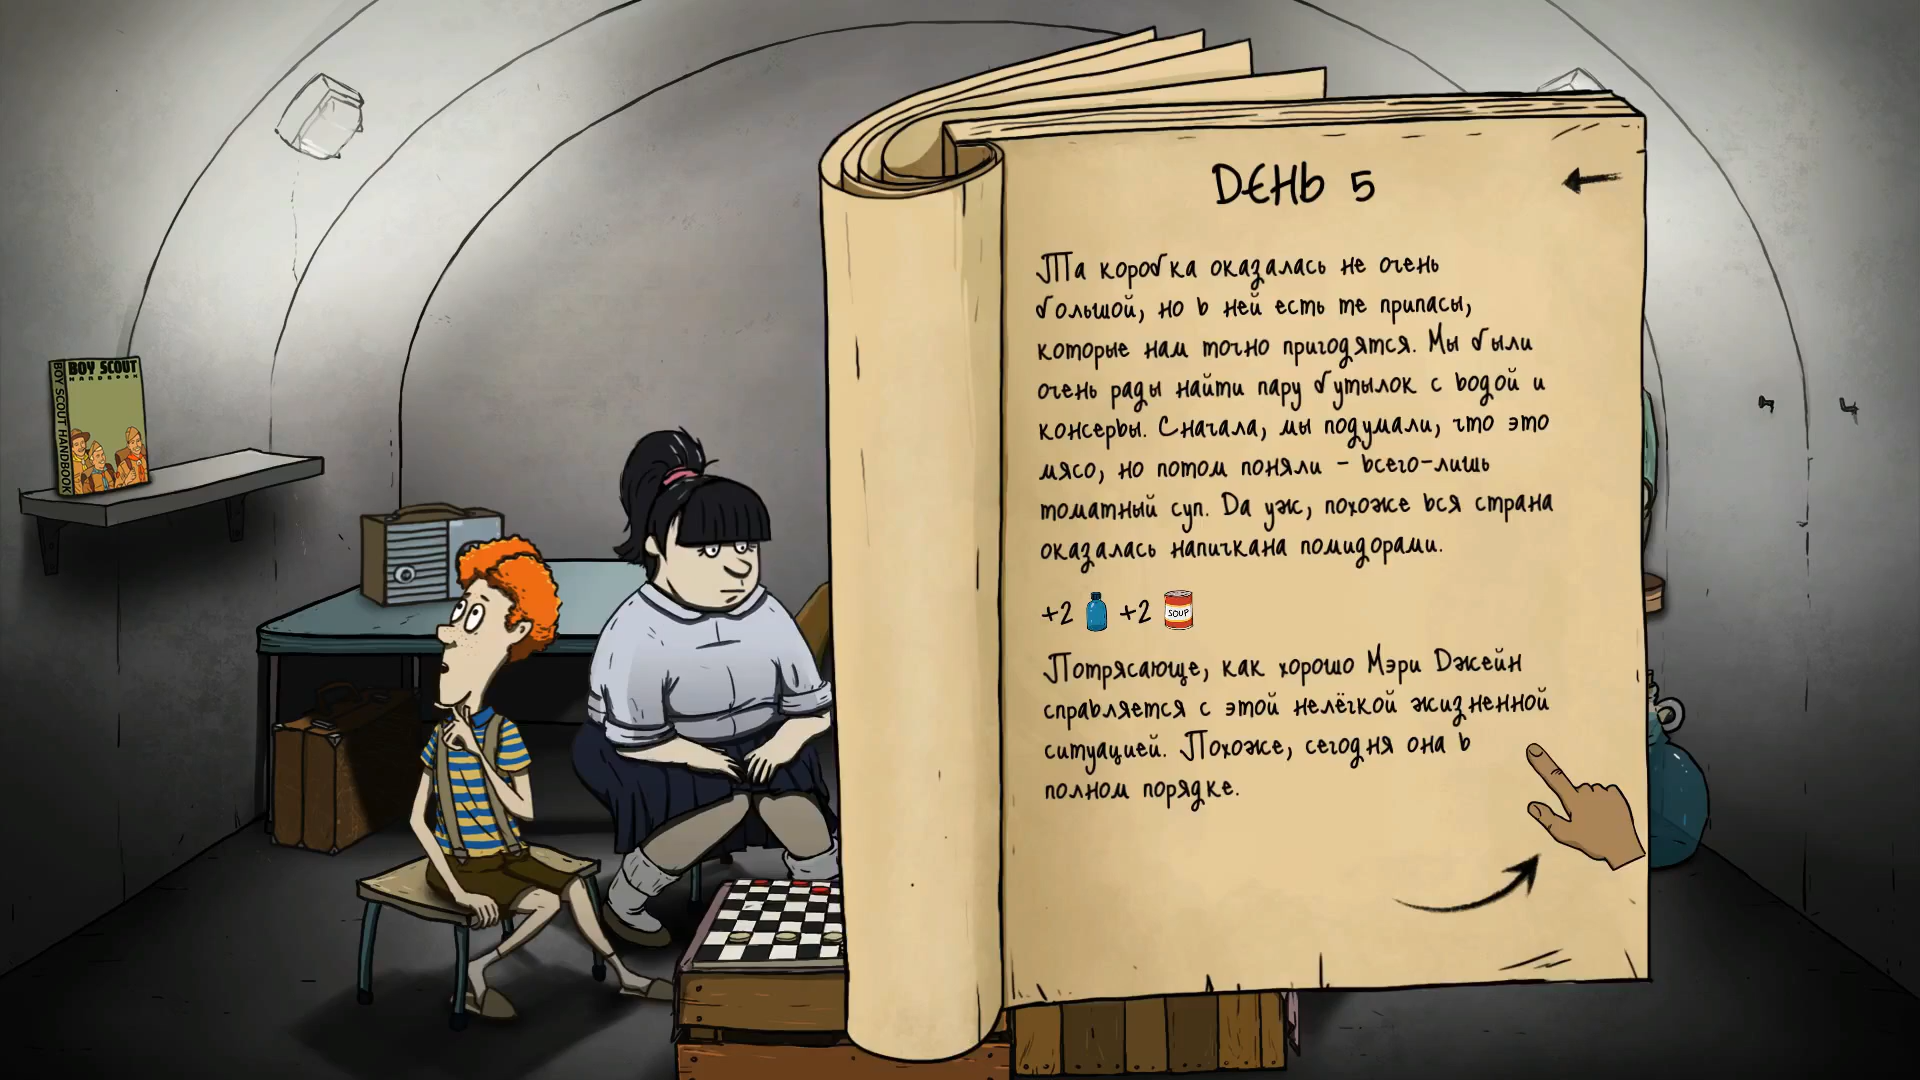 BOY SCOUT
HANDBOOK
BOY SCOUT HANDBOOK
ДЕНЬ 5
Та коробка оказалась не очень
большой, но в ней есть те припасы,
которые нам точно пригодятся. Мы были
очень рады найти пару бутылок с водой и
консервы. Сначала, мы подумали, что это
мясо, но потом поняли - всего-лишь
томатный суп. Да уж, похоже вся страна
оказалась напичкана помидорами.
+2 +2 SOUP
Потрясающе, как хорошо Мэри Джейн
справляется с этой нелёгкой жизненной
ситуацией. Похоже, сегодня она в
полном порядке.